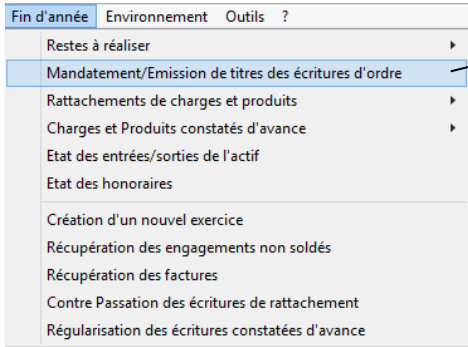 Fin d'année Environnement Outils ?
Restes à réaliser
Mandatement/Emission de titres des écritures d'ordre
Rattachements de charges et produits
Charges et Produits constatés d'avance
Etat des entrées/sorties de l'actif
Etat des honoraires
Création d'un nouvel exercice
Récupération des engagements non soldés
Récupération des factures
Contre Passation des écritures de rattachement
Régularisation des écritures constatées d'avance